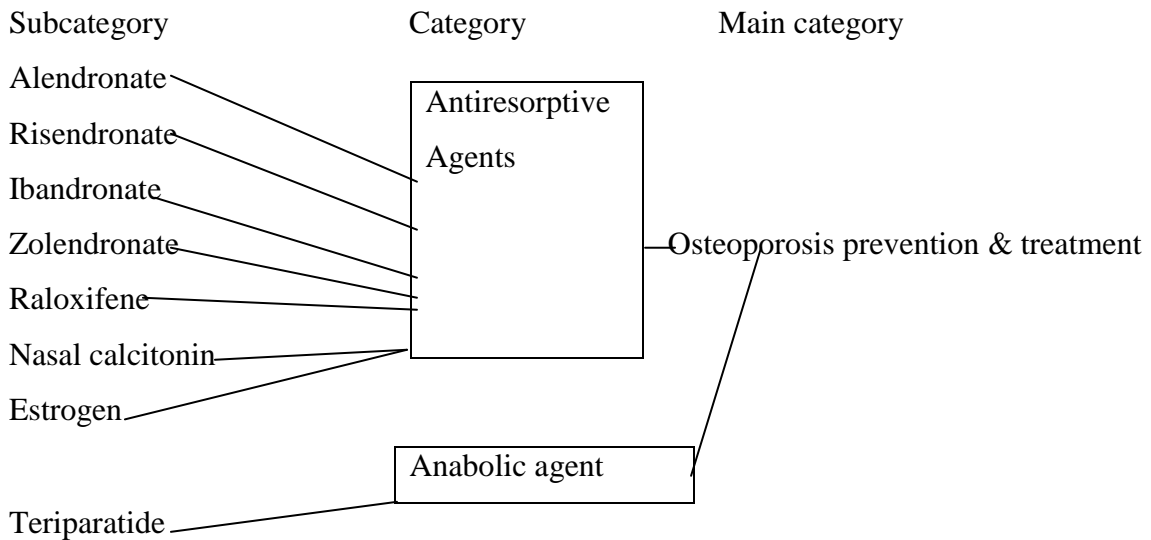 Subcategory Category Main category
Alendronate
Antiresorptive
Risendronate
Agents
Ibandronate
Zolendronate
Osteoporosis prevention & treatment
Raloxifene
Nasal calcitonin
Estrogen
Anabolic agent
Teriparatide